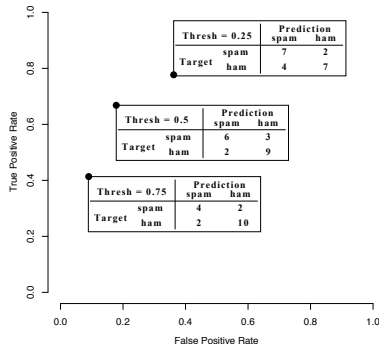 1.0
0.8
0.6
0.4
0.2
0.0
True Positive Rate
Thresh = 0.25 Prediction
spam ham
Target spam 7 2
ham 4 7
Thresh = 0.5 Prediction
spam ham
Target spam 6 3
ham 2 9
Thresh = 0.75 Prediction
spam ham
Target spam 4 2
ham 2 10
0.0 0.2 0.4 0.6 0.8 1.0
False Positive Rate